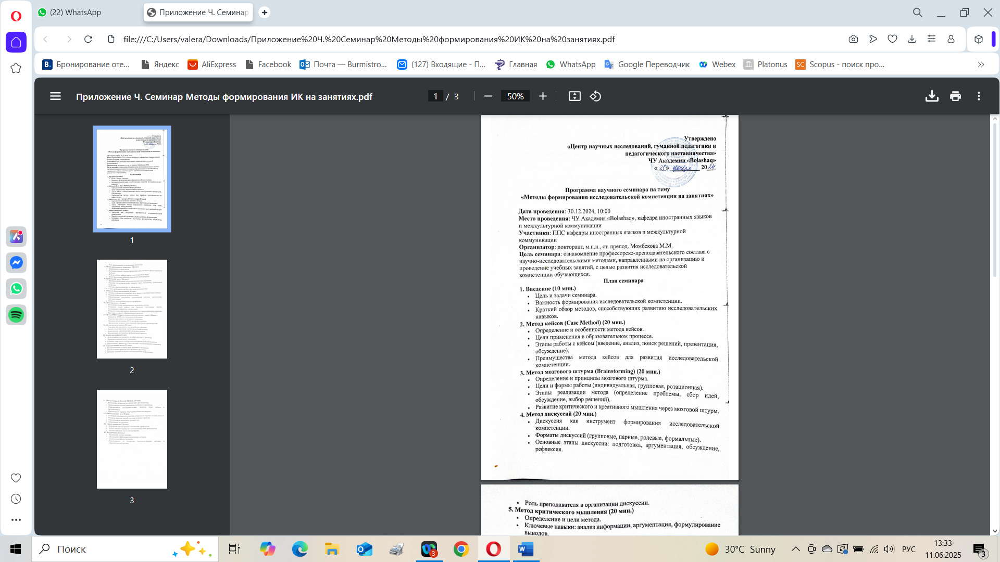 (22) WhatsApp
Приложение Ч. Семинар
file:///C:/Users/valera/Downloads/Приложение%20Ч.%20Семинар%20Методы%20формирования%20ИК%20на%20занятиях.pdf
Бронирование оте...
Яндекс
AliExpress
Facebook
Почта — Burmistro...
(127) Входящие - П...
Главная
WhatsApp
Google Переводчик
Webex
Platonus
Scopus - поиск про...
Приложение Ч. Семинар Методы формирования ИК на занятиях.pdf
1 / 3
50%
1
2
3
Утверждено
«Центр научных исследований, гуманной педагогики и
педагогического наставничества»
ЧУ Академии «Bolashaq»
«25» декабря 2024
Программа научного семинара на тему
«Методы формирования исследовательской компетенции на занятиях»
Дата проведения: 30.12.2024, 10:00
Место проведения: ЧУ Академия «Bolashaq», кафедра иностранных языков
и межкультурной коммуникации
Участники: ППС кафедры иностранных языков и межкультурной
коммуникации
Организатор: докторант, м.п.н., ст. препод. Момбекова М.М.
Цель семинара: ознакомление профессорско-преподавательского состава с
научно-исследовательскими методами, направленными на организацию и
проведение учебных занятий, с целью развития исследовательской
компетенции обучающихся.
План семинара
1. Введение (10 мин.)
• Цель и задачи семинара.
• Важность формирования исследовательской компетенции.
• Краткий обзор методов, способствующих развитию исследовательских
навыков.
2. Метод кейсов (Case Method) (20 мин.)
• Определение и особенности метода кейсов.
• Цели применения в образовательном процессе.
• Этапы работы с кейсом (введение, анализ, поиск решений, презентация,
обсуждение).
• Преимущества метода кейсов для развития исследовательской
компетенции.
3. Метод мозгового штурма (Brainstorming) (20 мин.)
• Определение и принципы мозгового штурма.
• Цели и формы работы (индивидуальная, групповая, ротационная).
• Этапы реализации метода (определение проблемы, сбор идей,
обсуждение, выбор решений).
• Развитие критического и креативного мышления через мозговой штурм.
4. Метод дискуссий (20 мин.)
• Дискуссия как инструмент формирования исследовательской
компетенции.
• Форматы дискуссий (групповые, парные, ролевые, формальные).
• Основные этапы дискуссии: подготовка, аргументация, обсуждение,
рефлексия.
• Роль преподавателя в организации дискуссии.
5. Метод критического мышления (20 мин.)
• Определение и цели метода.
• Ключевые навыки: анализ информации, аргументация, формулирование
выводов.
Поиск
3
30°C Sunny
РУС
13:33
11.06.2025
3